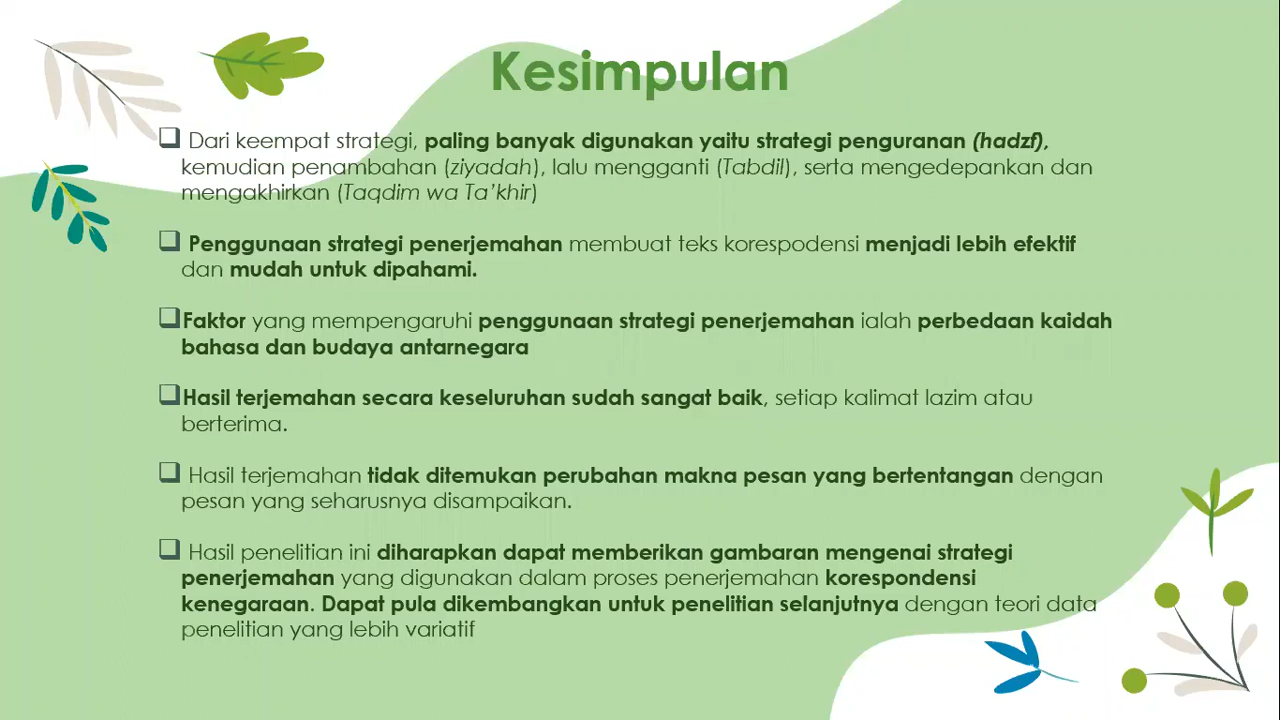 Kesimpulan
Dari keempat strategi, paling banyak digunakan yaitu strategi penguranan (hadzf),
kemudian penambahan (ziyadah), lalu mengganti (Tabdil), serta mengedepankan dan
mengakhirkan (Taqdim wa Ta'khir)
Penggunaan strategi penerjemahan membuat teks korespodensi menjadi lebih efektif
dan mudah untuk dipahami.
Faktor yang mempengaruhi penggunaan strategi penerjemahan ialah perbedaan kaidah
bahasa dan budaya antarnegara
Hasil terjemahan secara keseluruhan sudah sangat baik, setiap kalimat lazim atau
berterima.
Hasil terjemahan tidak ditemukan perubahan makna pesan yang bertentangan dengan
pesan yang seharusnya disampaikan.
Hasil penelitian ini diharapkan dapat memberikan gambaran mengenai strategi
penerjemahan yang digunakan dalam proses penerjemahan korespondensi
kenegaraan. Dapat pula dikembangkan untuk penelitian selanjutnya dengan teori data
penelitian yang lebih variatif